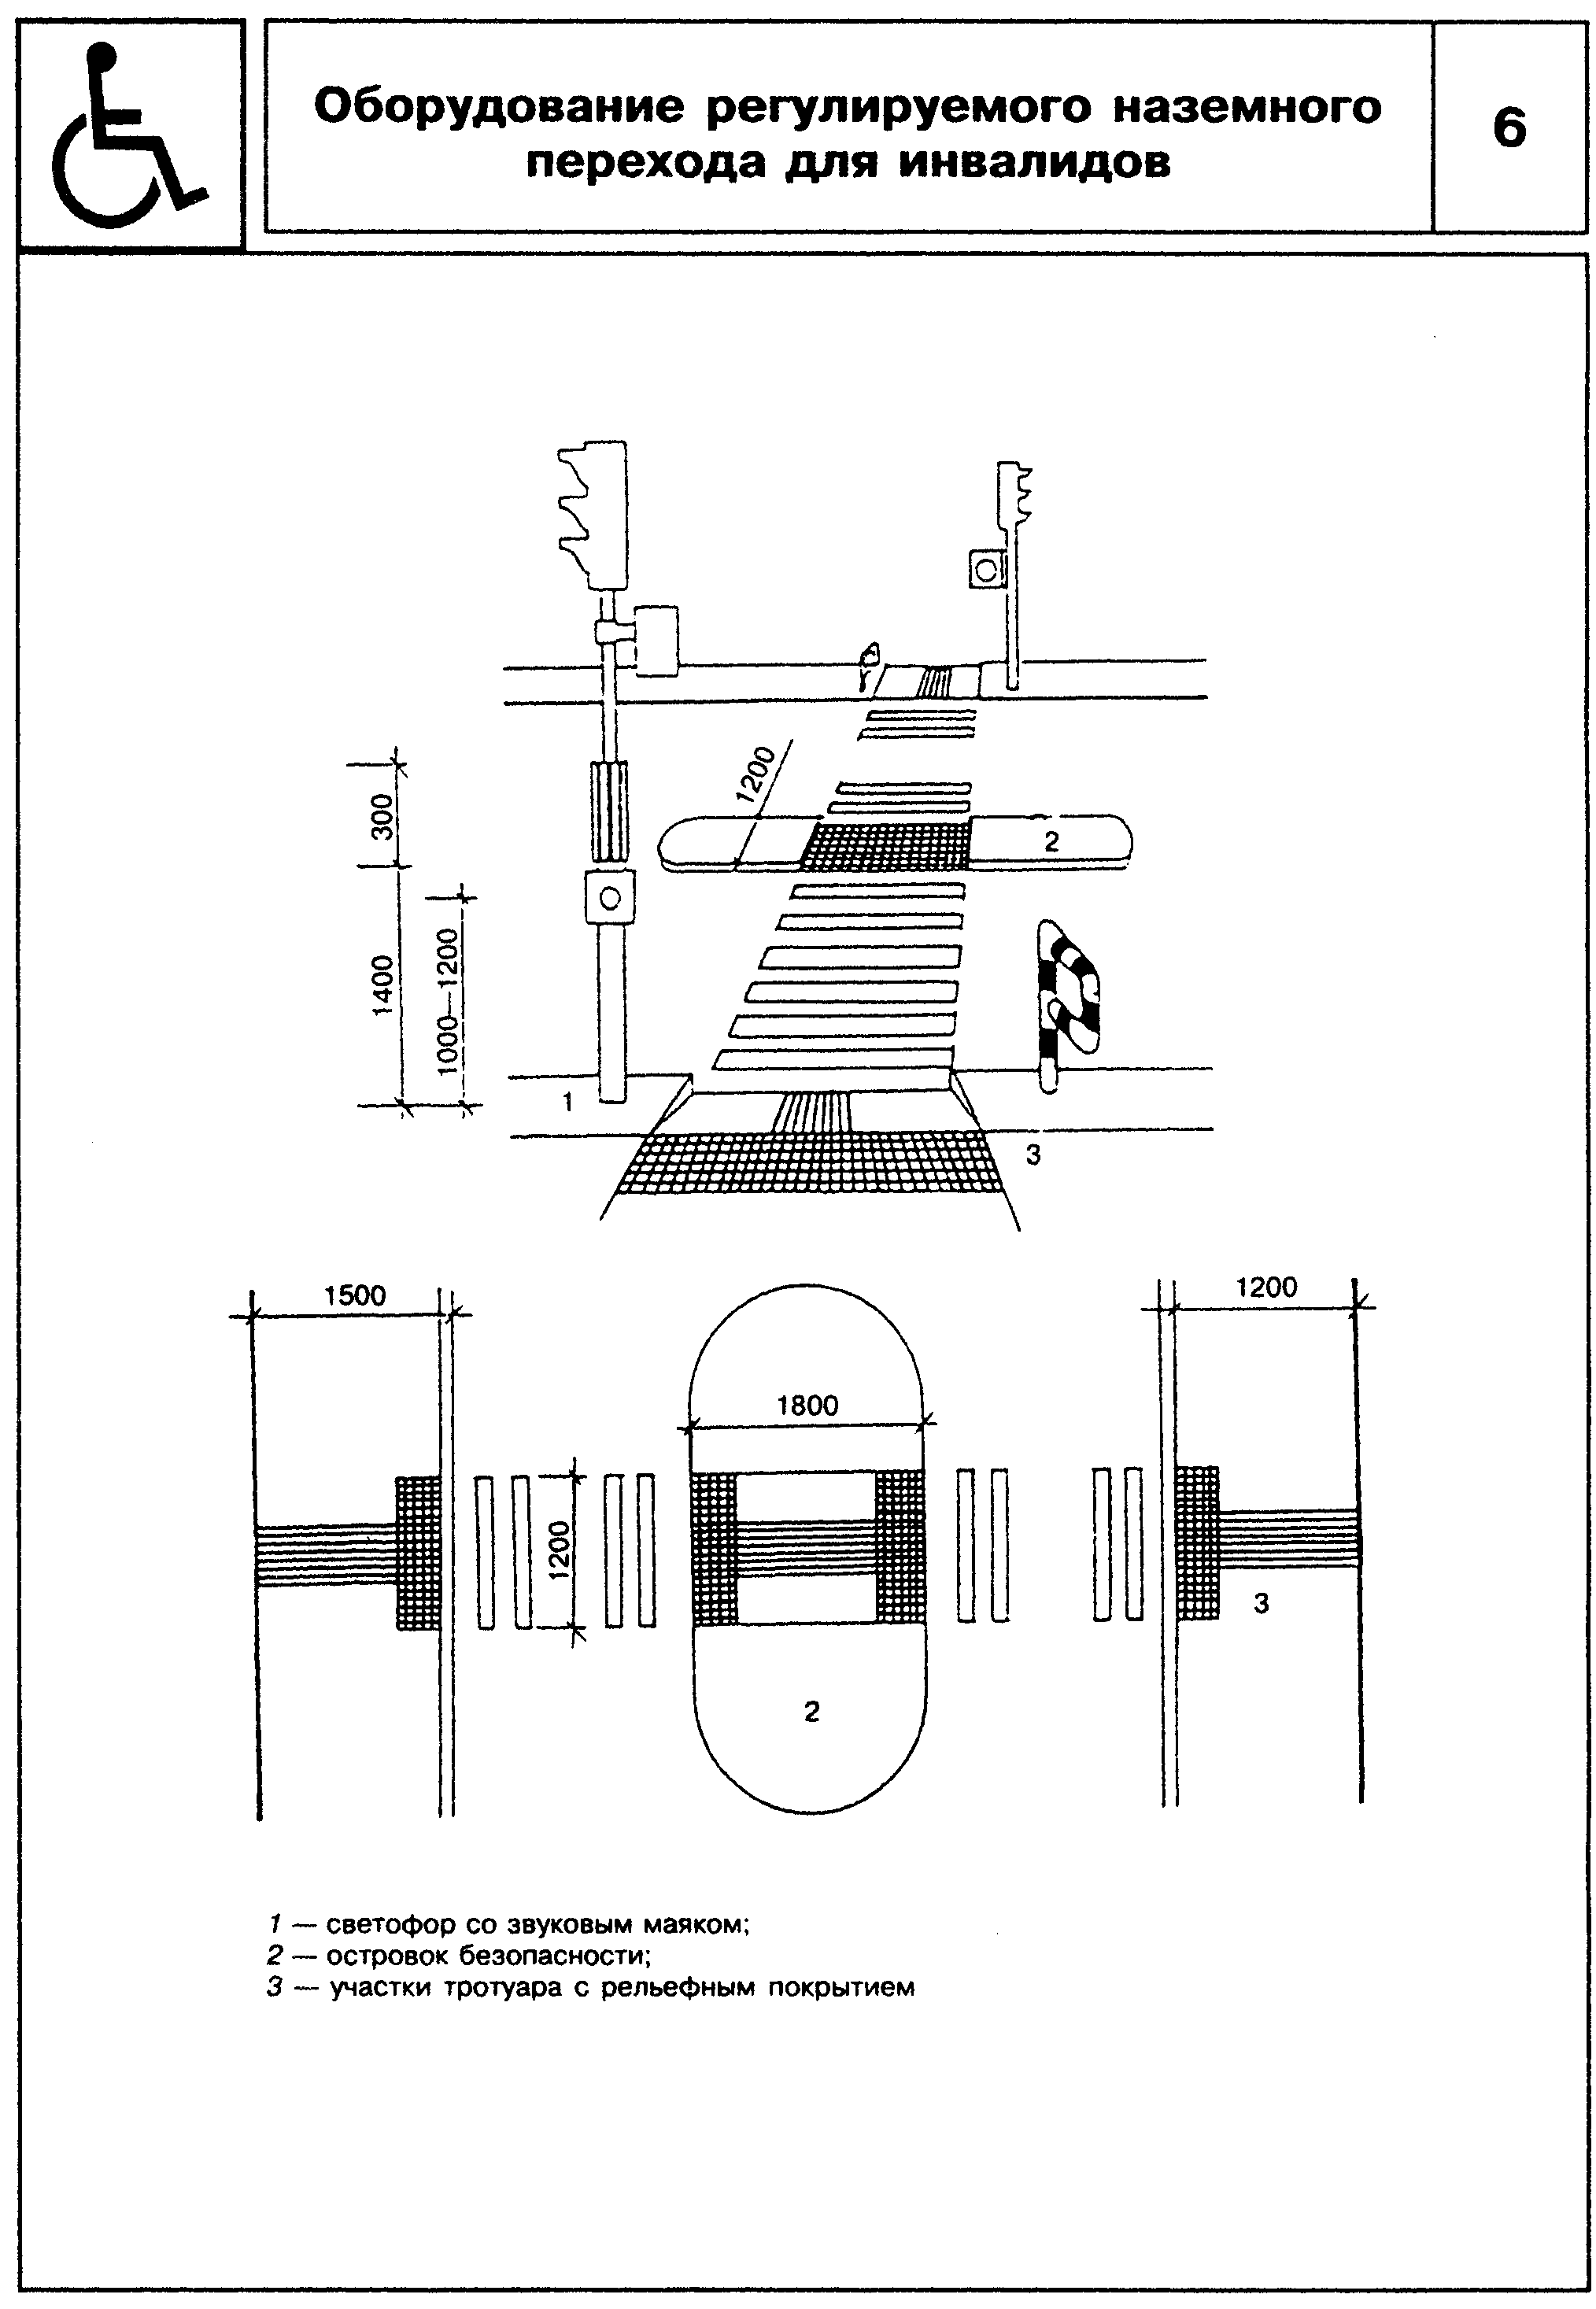 Оборудование регулируемого наземного
перехода для инвалидов
6
1200
300
2
1400
1000—1200
1
3
1500
1200
1800
1200
3
2
1 — светофор со звуковым маяком;
2 — островок безопасности;
3 — участки тротуара с рельефным покрытием